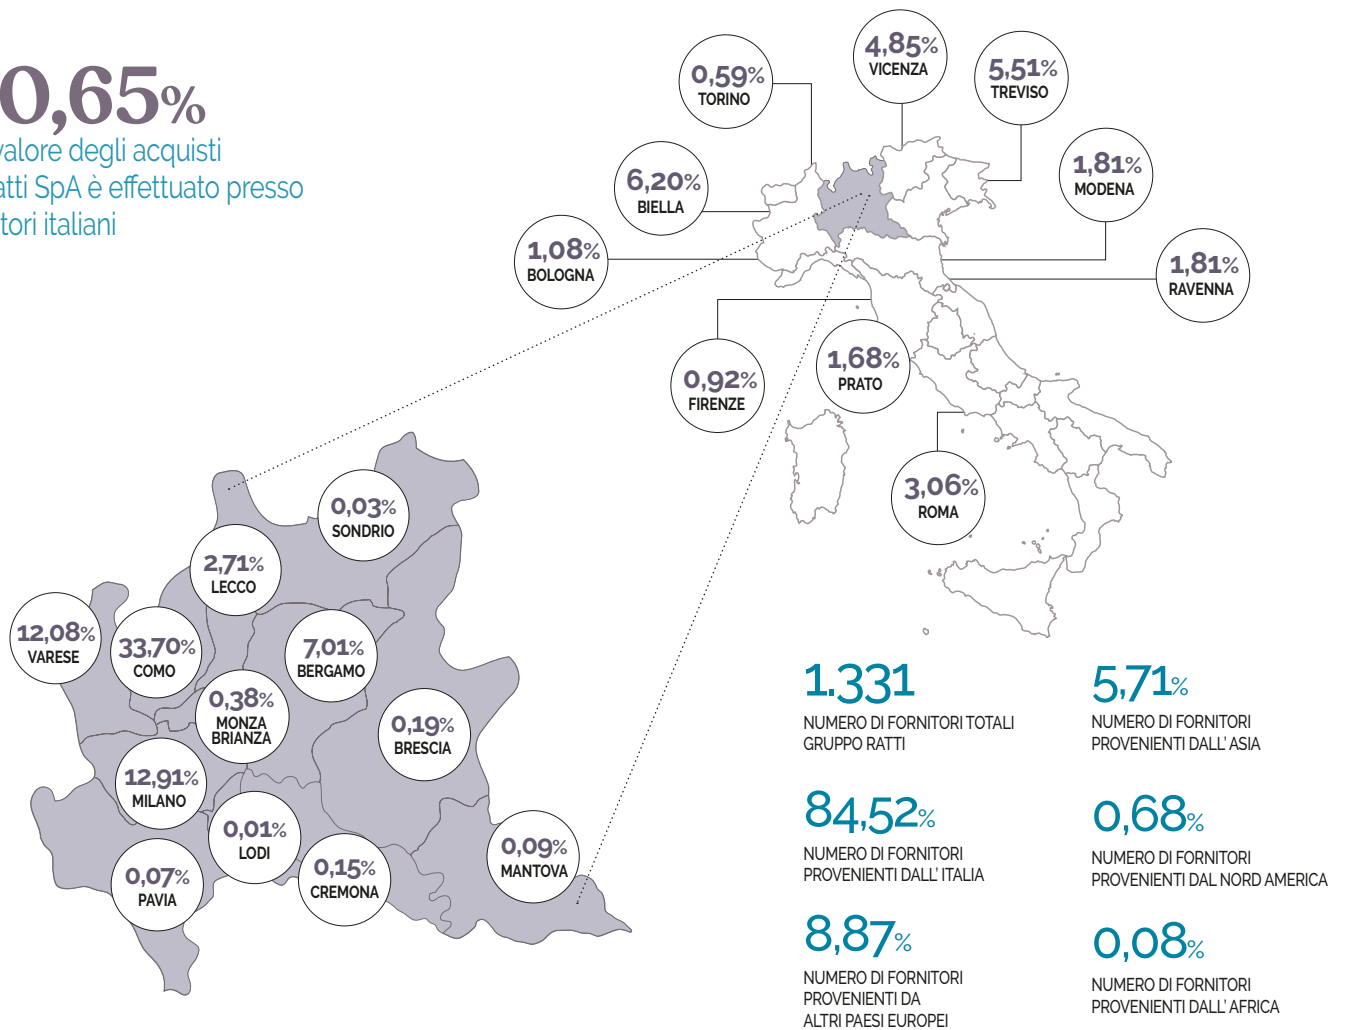 0,65%
valore degli acquisti
atti SpA è effettuato presso
tori italiani
4,85%
VICENZA
5,51%
TREVISO
0,59%
TORINO
1,81%
MODENA
6,20%
BIELLA
1,08%
BOLOGNA
1,81%
RAVENNA
0,92%
FIRENZE
1,68%
PRATO
3,06%
ROMA
0,03%
SONDRIO
2,71%
LECCO
12,08%
VARESE
33,70%
COMO
7,01%
BERGAMO
0,38%
MONZA
BRIANZA
0,19%
BRESCIA
12,91%
MILANO
0,01%
LODI
0,09%
MANTOVA
0,07%
PAVIA
0,15%
CREMONA
1.331
NUMERO DI FORNITORI TOTALI
GRUPPO RATTI
5,71%
NUMERO DI FORNITORI
PROVENIENTI DALL' ASIA
84,52%
NUMERO DI FORNITORI
PROVENIENTI DALL' ITALIA
0,68%
NUMERO DI FORNITORI
PROVENIENTI DAL NORD AMERICA
8,87%
NUMERO DI FORNITORI
PROVENIENTI DA
ALTRI PAESI EUROPEI
0,08%
NUMERO DI FORNITORI
PROVENIENTI DALL' AFRICA